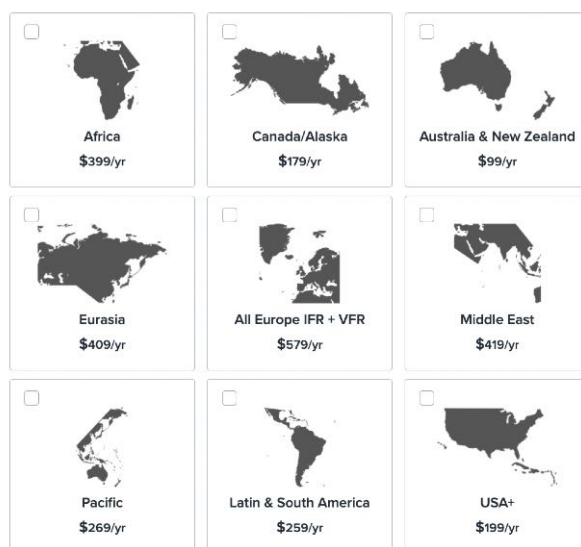 Africa
$399/yr
Canada/Alaska
$179/yr
Australia & New Zealand
$99/yr
Eurasia
$409/yr
All Europe IFR + VFR
$579/yr
Middle East
$419/yr
Pacific
$269/yr
Latin & South America
$259/yr
USA+
$199/yr